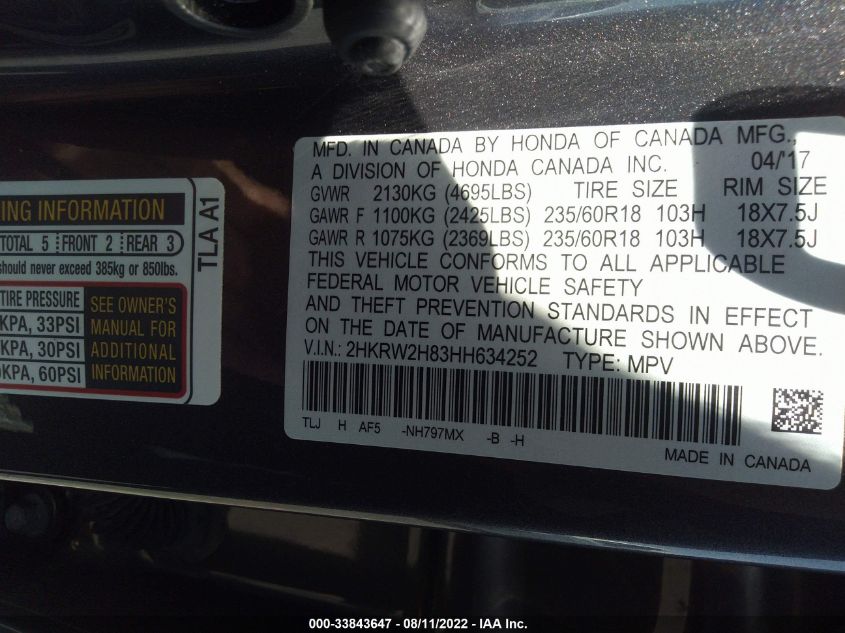 ING INFORMATION
TOTAL 5 FRONT 2 REAR 3
should never exceed 385kg or 850lbs.
TIRE PRESSURE
KPA, 33PSI
KPA, 30PSI
KPA, 60PSI
SEE OWNER'S
MANUAL FOR
ADDITIONAL
INFORMATION
TLA A1
MFD. IN CANADA BY HONDA OF CANADA MFG.,
A DIVISION OF HONDA CANADA INC. 04/'17
GVWR 2130KG (4695LBS) TIRE SIZE RIM SIZE
GAWR F 1100KG (2425LBS) 235/60R18 103H 18X7.5J
GAWR R 1075KG (2369LBS) 235/60R18 103H 18X7.5J
THIS VEHICLE CONFORMS TO ALL APPLICABLE
FEDERAL MOTOR VEHICLE SAFETY
AND THEFT PREVENTION STANDARDS IN EFFECT
ON THE DATE OF MANUFACTURE SHOWN ABOVE.
V.I.N.: 2HKRW2H83HH634252 TYPE: MPV
TLJ H AF5 -NH797MX -B -H
MADE IN CANADA
000-33843647 - 08/11/2022 - IAA Inc.